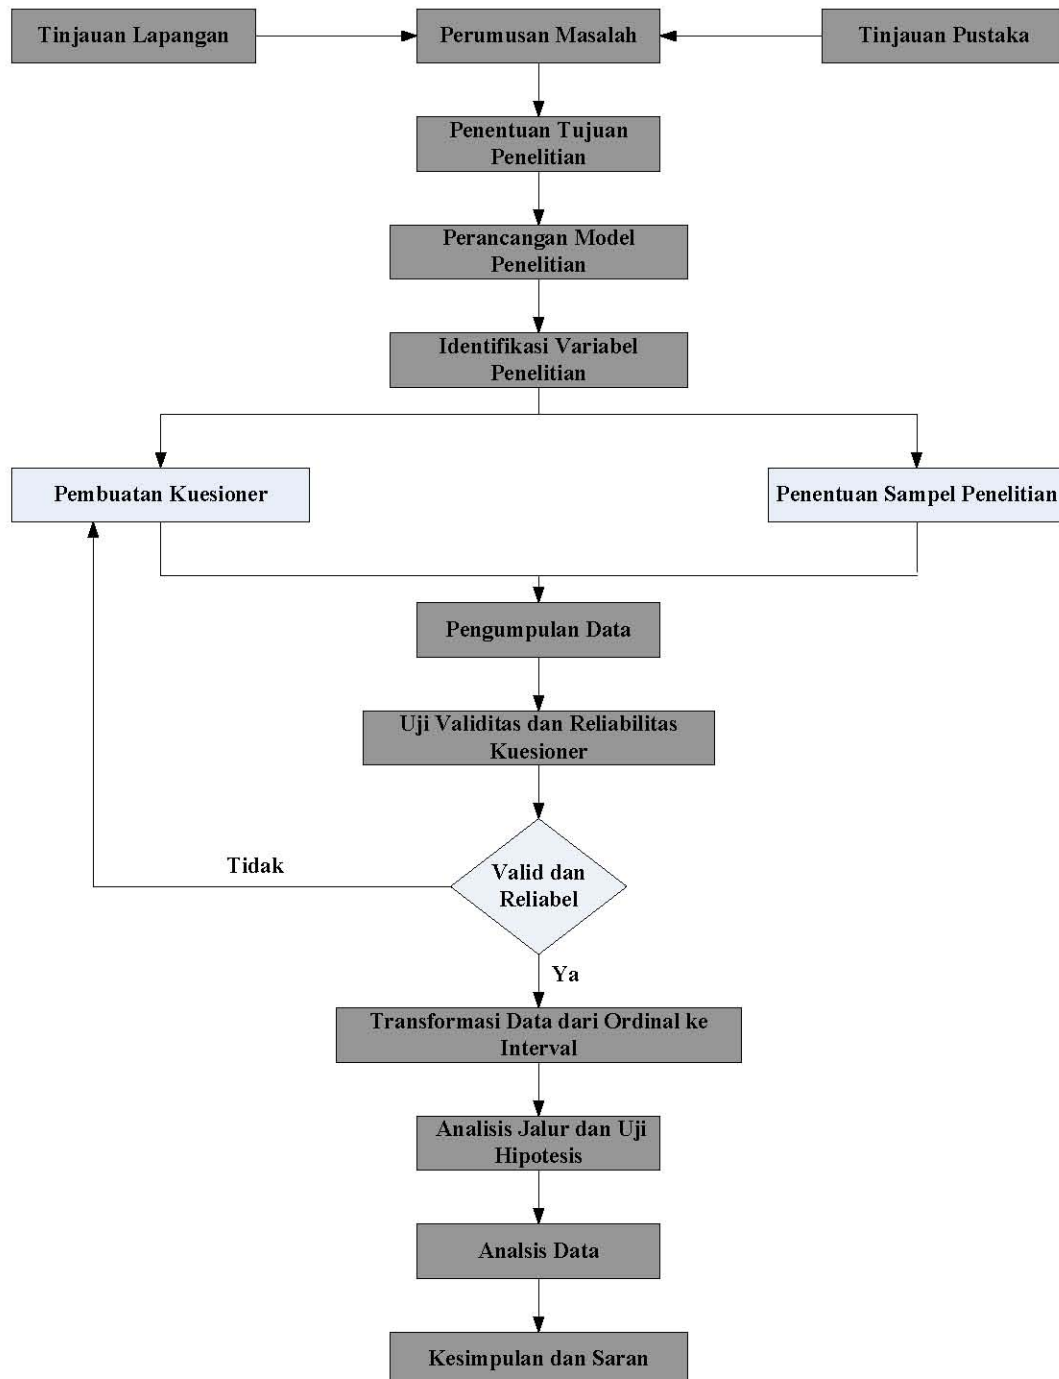 Tinjauan Lapangan
Perumusan Masalah
Tinjauan Pustaka
Penentuan Tujuan
Penelitian
Perancangan Model
Penelitian
Identifikasi Variabel
Penelitian
Pembuatan Kuesioner
Penentuan Sampel Penelitian
Pengumpulan Data
Uji Validitas dan Reliabilitas
Kuesioner
Tidak
Valid dan
Reliabel
Ya
Transformasi Data dari Ordinal ke
Interval
Analisis Jalur dan Uji
Hipotesis
Analsis Data
Kesimpulan dan Saran